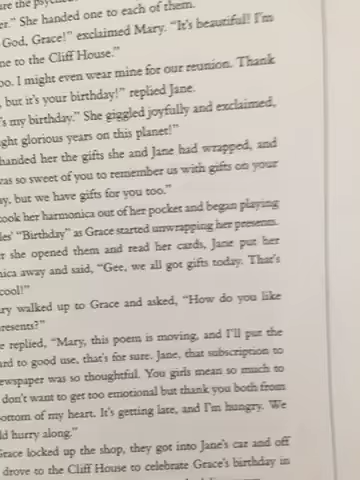 the
er." She handed one to each of them.
God, Grace!" exclaimed Mary. "It's beautiful! I'm
ne to the Cliff House."
oo. I might even wear mine for our reunion. Thank
, but it's your birthday!" replied Jane.
's my birthday." She giggled joyfully and exclaimed,
ght glorious years on this planet!"
handed her the gifts she and Jane had wrapped, and
was so sweet of you to remember us with gifts on your
ay, but we have gifts for you too."
took her harmonica out of her pocket and began playing
les' "Birthday" as Grace started unwrapping her presents.
r she opened them and read her cards, Jane put her
nica away and said, "Gee, we all got gifts today. That's
cool!"
ry walked up to Grace and asked, "How do you like
resents?"
e replied, "Mary, this poem is moving, and I'll put the
ard to good use, that's for sure. Jane, that subscription to
ewspaper was so thoughtful. You girls mean so much to
don't want to get too emotional but thank you both from
ottom of my heart. It's getting late, and I'm hungry. We
ld hurry along."
Grace locked up the shop, they got into Jane's car and off
drove to the Cliff House to celebrate Grace's birthday in